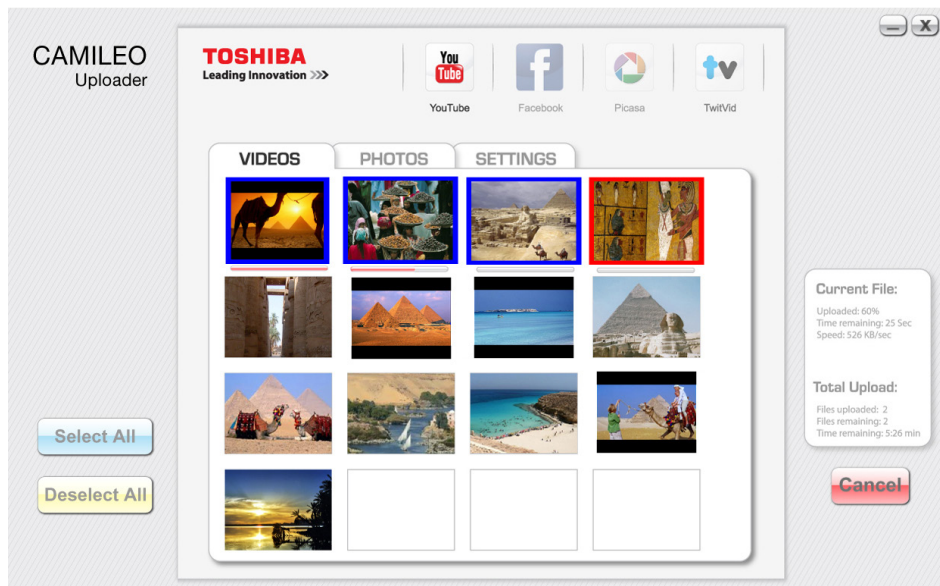 CAMILEO
Uploader
TOSHIBA
Leading Innovation >>>
You
Tube
f
tv
YouTube
Facebook
Picasa
TwitVid
X
VIDEOS
PHOTOS
SETTINGS
Current File:
Uploaded: 60%
Time remaining: 25 Sec
Speed: 526 KB/sec
Total Upload:
Files uploaded: 2
Files remaining: 2
Time remaining: 5:26 min
Select All
Deselect All
Cancel